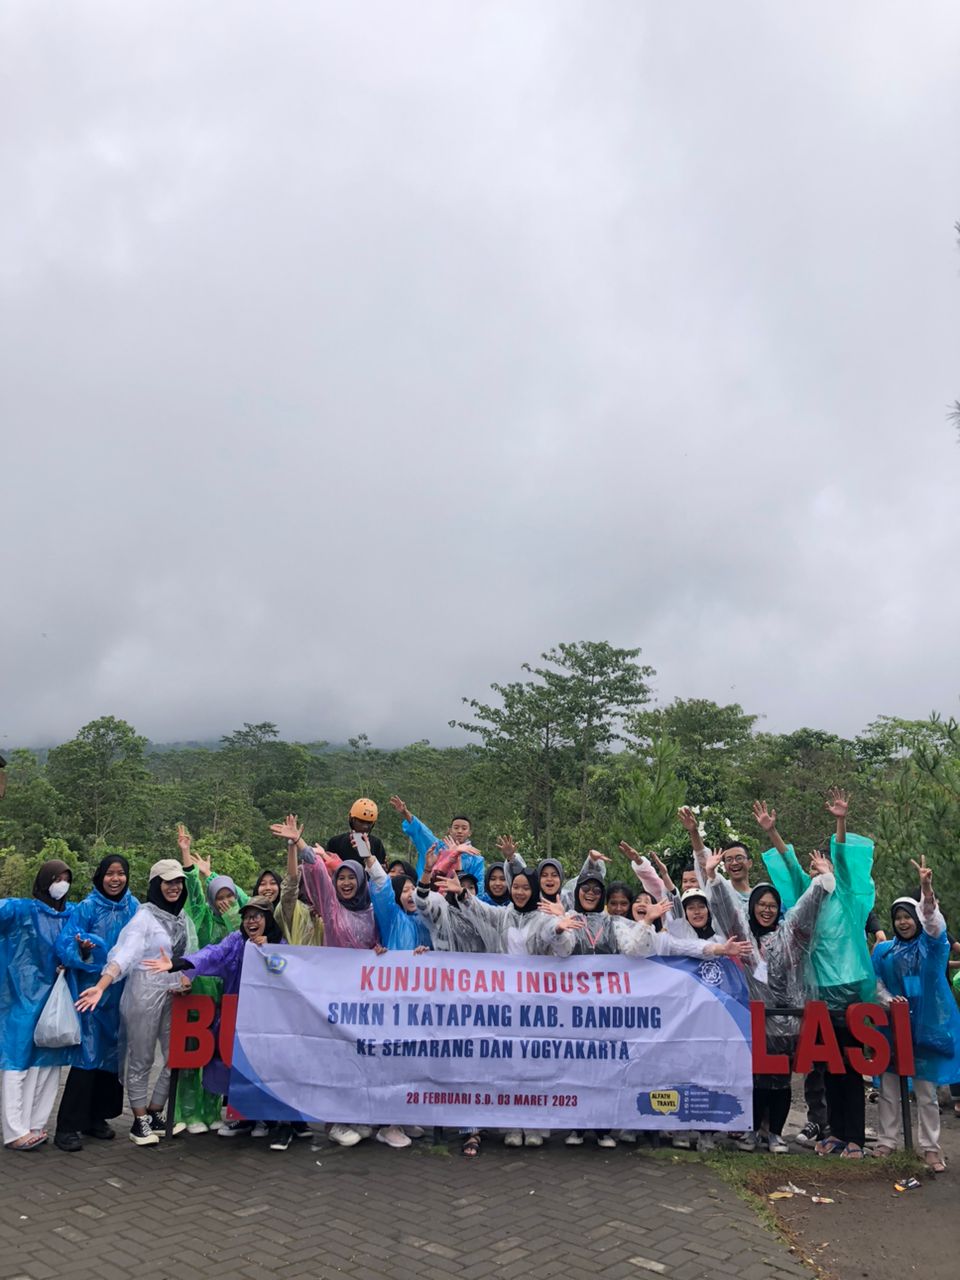 KUNJUNGAN INDUSTRI
SMKN 1 KATAPANG KAB. BANDUNG
KE SEMARANG DAN YOGYAKARTA
28 FEBRUARI S.D. 03 MARET 2023
ALFATH
TRAVEL
B
LASI